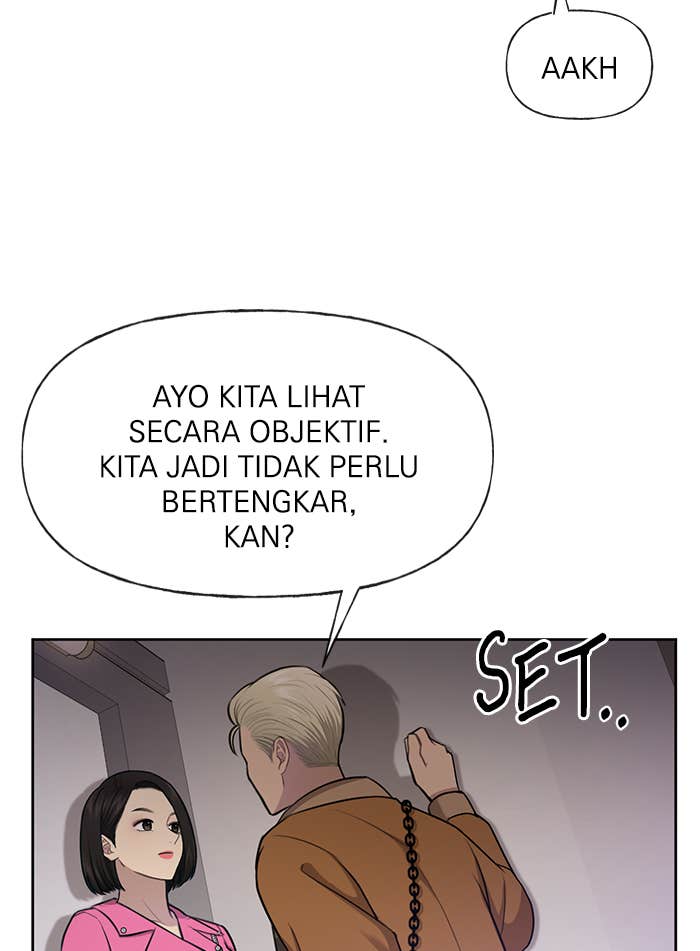 AAKH
AYO KITA LIHAT
SECARA OBJEKTIF.
KITA JADI TIDAK PERLU
BERTENGKAR,
KAN?
SET..